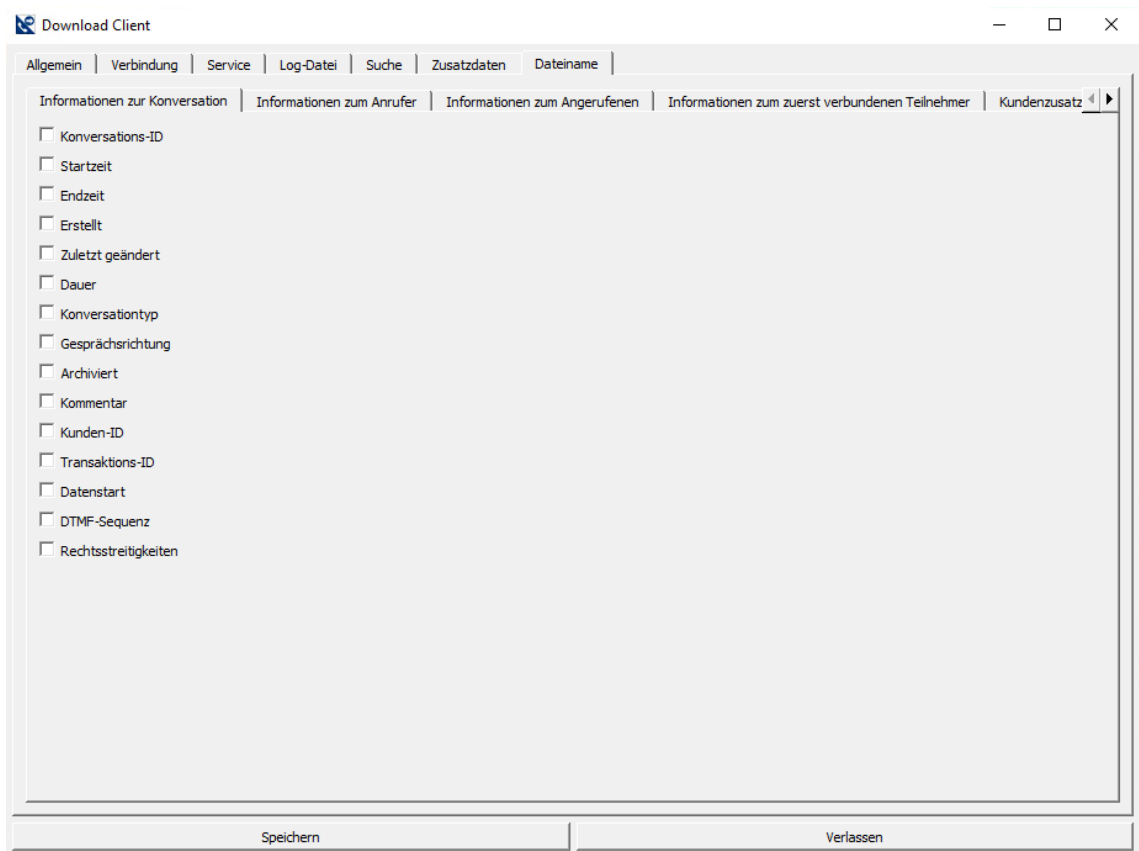 Download Client
Allgemein Verbindung Service Log-Datei Suche Zusatzdaten Dateiname
Informationen zur Konversation Informationen zum Anrufer Informationen zum Angerufenen Informationen zum zuerst verbundenen Teilnehmer Kundenzusatz
Konversations-ID
Startzeit
Endzeit
Erstellt
Zuletzt geändert
Dauer
Konversationtyp
Gesprächsrichtung
Archiviert
Kommentar
Kunden-ID
Transaktions-ID
Datenstart
DTMF-Sequenz
Rechtsstreitigkeiten
Speichern Verlassen